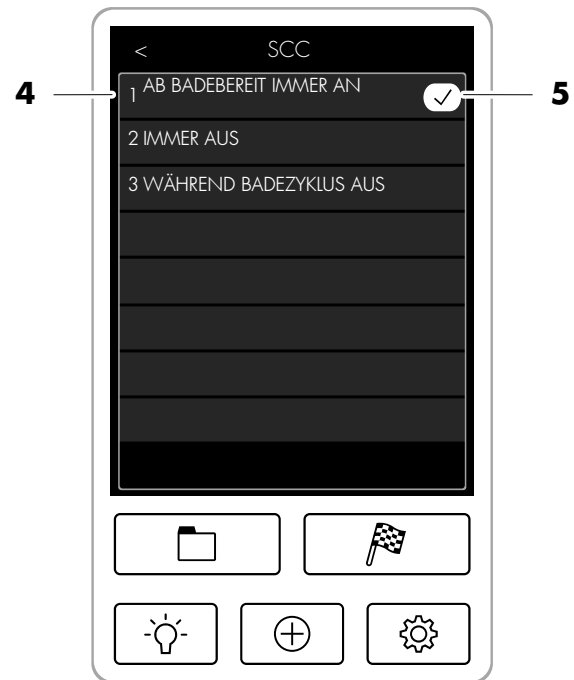 < SCC
4
1 AB BADEBEREIT IMMER AN
5
2 IMMER AUS
3 WÄHREND BADEZYKLUS AUS